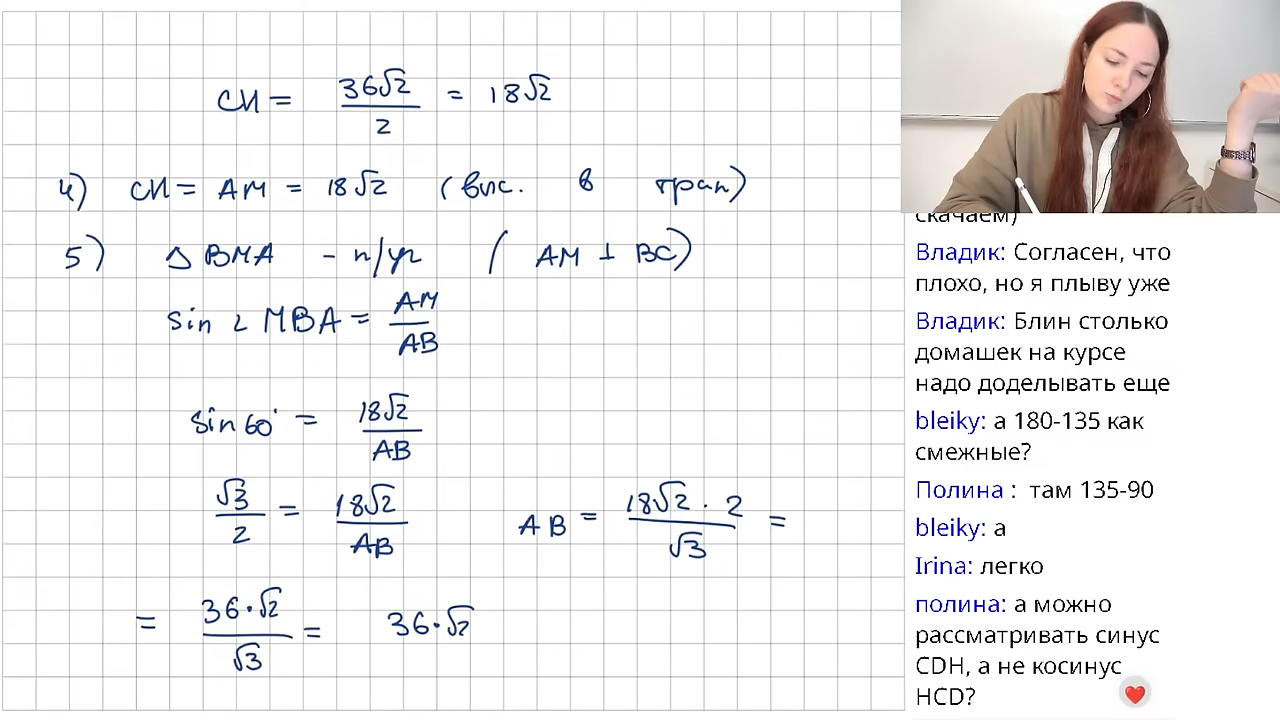 CH = 36√2 / 2 = 18√2
4) CH = AM = 18√2 (выс. в трап)
5) △ BMA - п/уг ( AM ⊥ BC)
sin ∠ MBA = AM / AB
sin 60° = 18√2 / AB
√3 / 2 = 18√2 / AB AB = 18√2 · 2 / √3 =
= 36·√2 / √3 = 36·√2
скачаем)
Владик: Согласен, что
плохо, но я плыву уже
Владик: Блин столько
домашек на курсе
надо доделывать еще
bleiky: а 180-135 как
смежные?
Полина : там 135-90
bleiky: а
Irina: легко
полина: а можно
рассматривать синус
CDH, а не косинус
HCD?